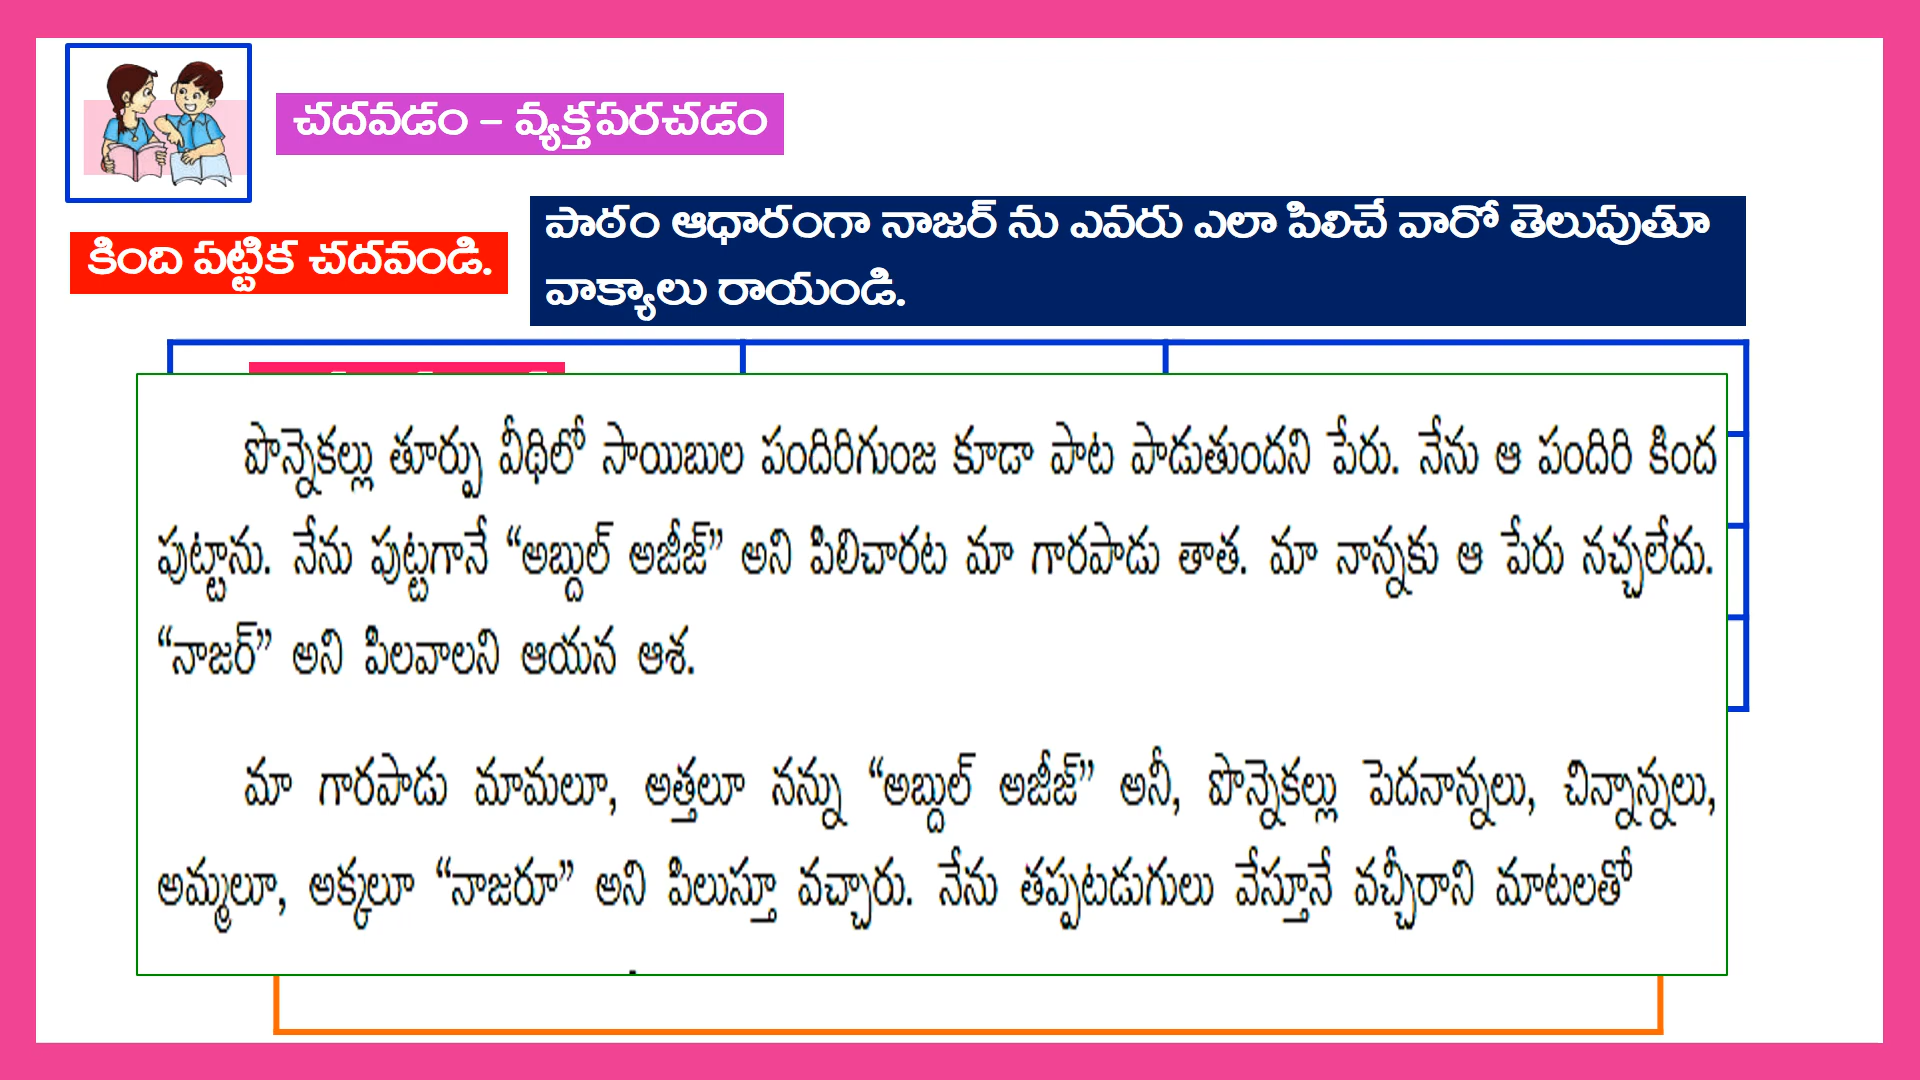 చదవడం – వ్యక్తపరచడం
కింది పట్టిక చదవండి.
పాఠం ఆధారంగా నాజర్ ను ఎవరు ఎలా పిలిచే వారో తెలుపుతూ
వాక్యాలు రాయండి.
పొన్నెకల్లు తూర్పు వీథిలో సాయిబుల పందిరిగుంజ కూడా పాట పాడుతుందని పేరు. నేను ఆ పందిరి కింద
పుట్టాను. నేను పుట్టగానే “అబ్దుల్ అజీజ్” అని పిలిచారట మా గారపాడు తాత. మా నాన్నకు ఆ పేరు నచ్చలేదు.
“నాజర్” అని పిలవాలని ఆయన ఆశ.
మా గారపాడు మామలూ, అత్తలూ నన్ను “అబ్దుల్ అజీజ్” అనీ, పొన్నెకల్లు పెదనాన్నలు, చిన్నాన్నలు,
అమ్మలూ, అక్కలూ “నాజరూ” అని పిలుస్తూ వచ్చారు. నేను తప్పటడుగులు వేస్తూనే వచ్చీరాని మాటలతో